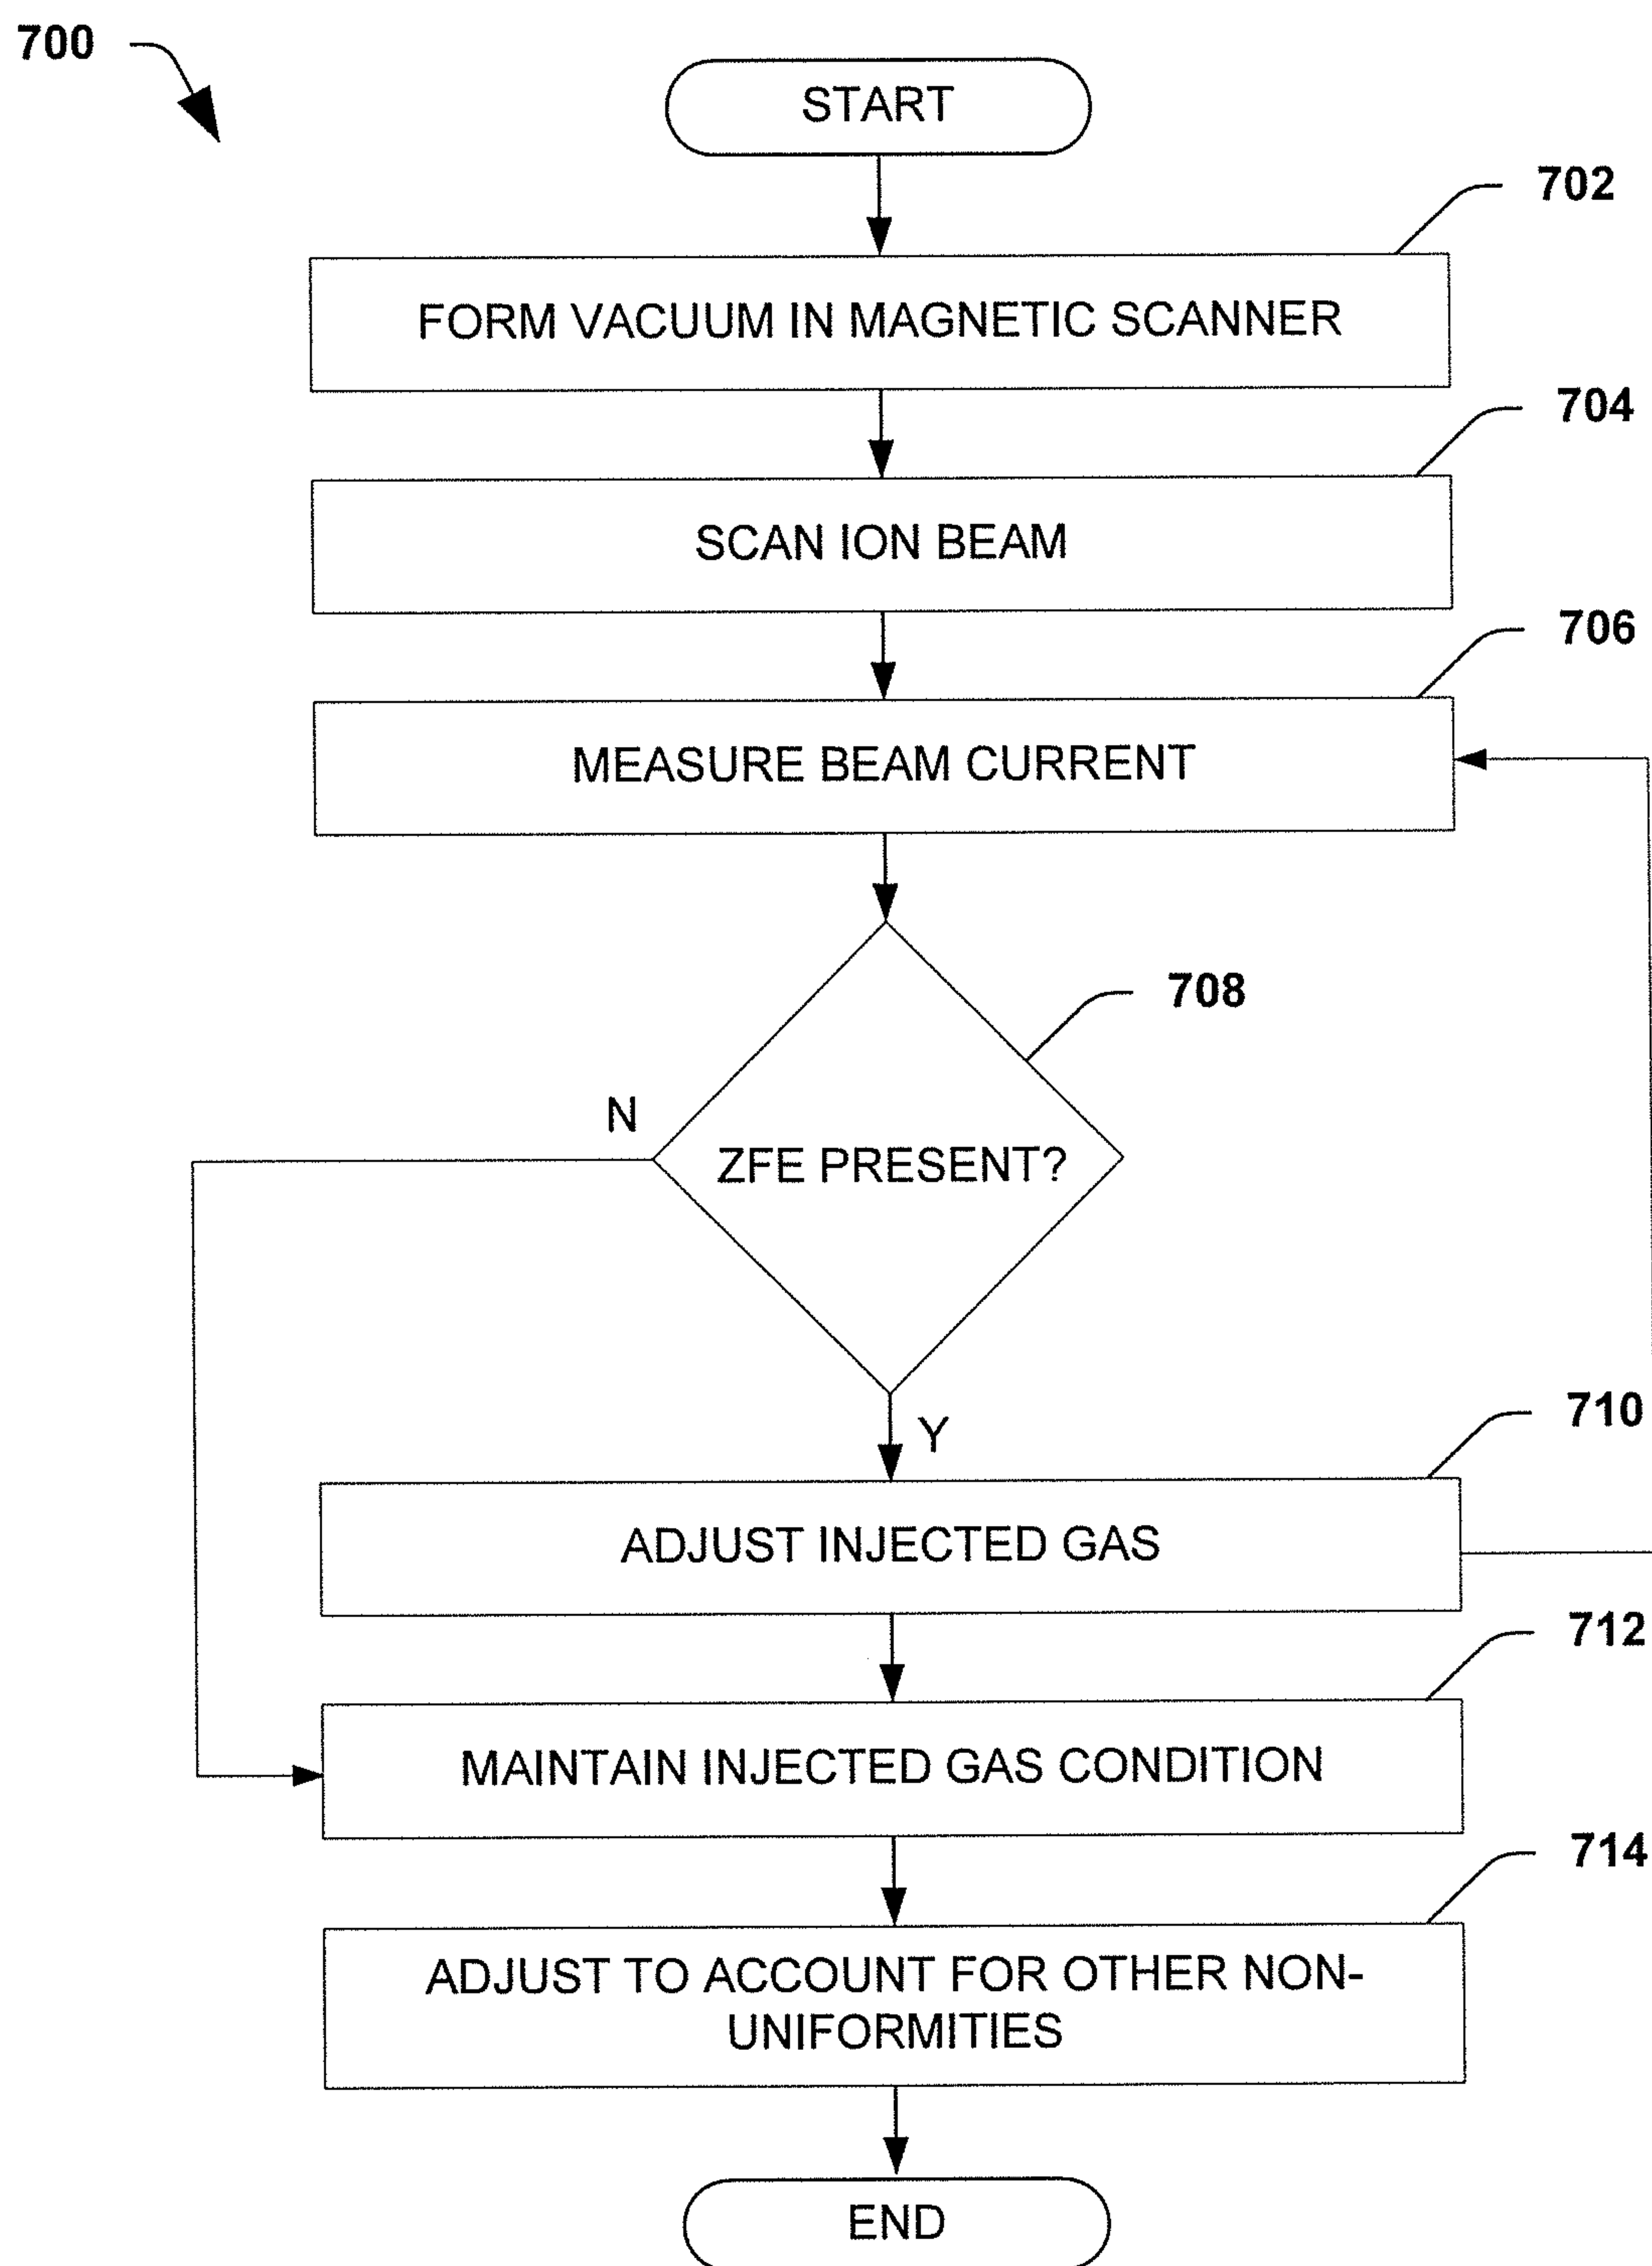 700
START
702
FORM VACUUM IN MAGNETIC SCANNER
704
SCAN ION BEAM
706
MEASURE BEAM CURRENT
708
N
ZFE PRESENT?
Y
710
ADJUST INJECTED GAS
712
MAINTAIN INJECTED GAS CONDITION
714
ADJUST TO ACCOUNT FOR OTHER NON-
UNIFORMITIES
END